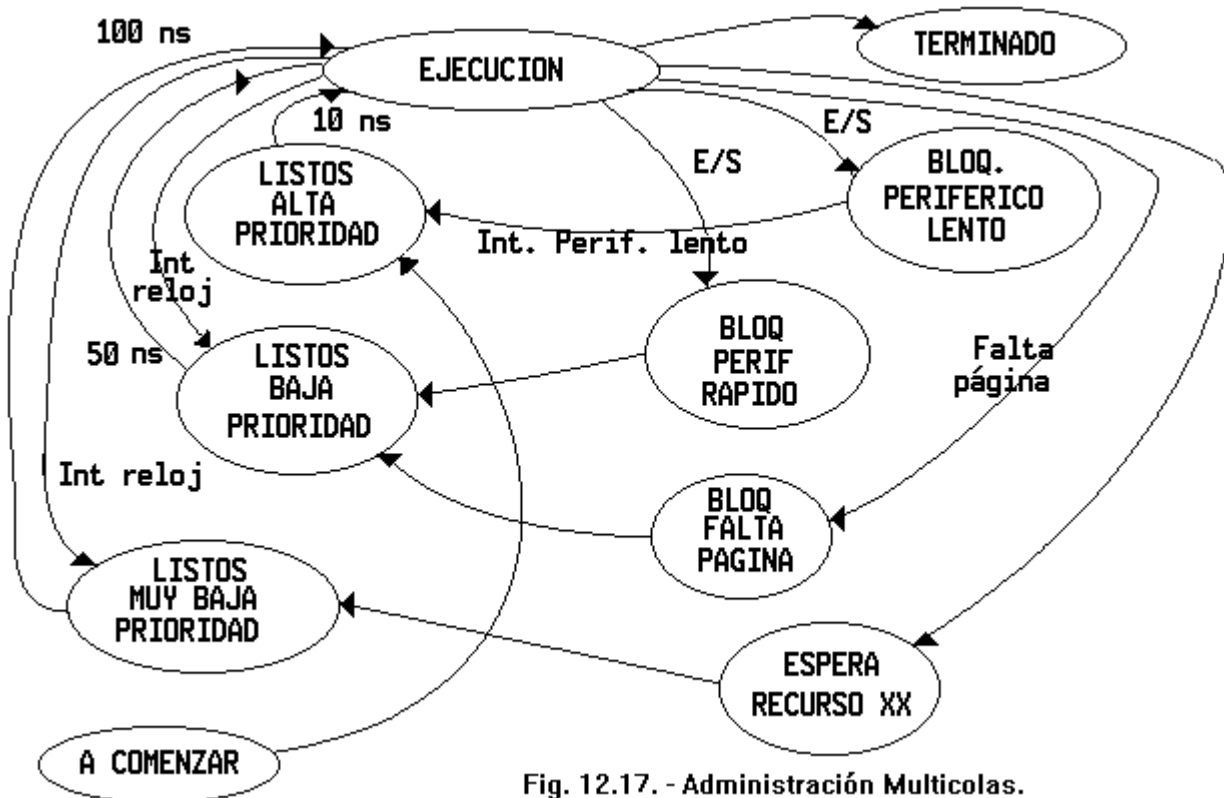 100 ns
TERMINADO
EJECUCION
10 ns
E/S
E/S
LISTOS
ALTA
PRIORIDAD
BLOQ.
PERIFERICO
LENTO
Int. Perif. lento
Int
reloj
BLOQ
PERIF
RAPIDO
Falta
página
50 ns
LISTOS
BAJA
PRIORIDAD
Int reloj
BLOQ
FALTA
PAGINA
LISTOS
MUY BAJA
PRIORIDAD
ESPERA
RECURSO XX
A COMENZAR
Fig. 12.17. - Administración Multicolas.